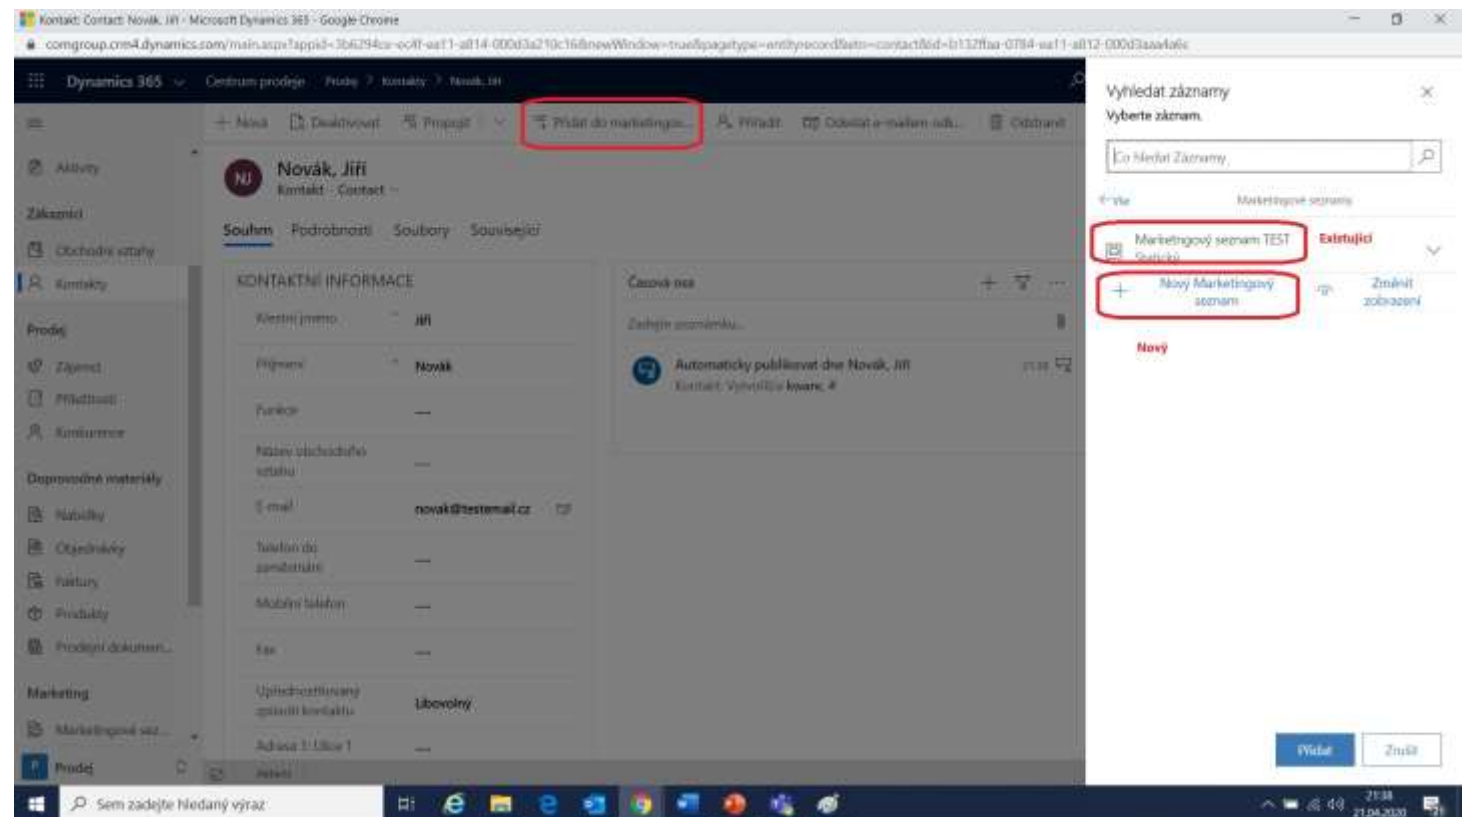 Kontakt: Contact: Novák, Jiří - Microsoft Dynamics 365 - Google Chrome
Dynamics 365
Centrum prodeje Prodej > Kontakty > Novák, Jiří
+ Nová Deaktivovat Propojit Přidat do marketingov... Přiřadit Odeslat e-mailem odk... Odstranit
Novák, Jiří
NJ
Kontakt · Contact
Souhrn Podrobnosti Soubory Související
Aktivity
Zákazníci
Obchodní vztahy
Kontakty
Prodej
Zájemci
Příležitosti
Konkurence
Doprovodné materiály
Nabídky
Objednávky
Faktury
Produkty
Prodejní dokumen...
Marketing
Marketingové sez...
P Prodej
KONTAKTNÍ INFORMACE
Křestní jméno * Jiří
Příjmení * Novák
Funkce ---
Název obchodního
vztahu ---
E-mail novak@testemail.cz
Telefon do
zaměstnání ---
Mobilní telefon ---
Fax ---
Upřednostňovaný
způsob kontaktu Libovolný
Adresa 1: Ulice 1 ---
Časová osa
Zadejte poznámku...
Automaticky publikovat dne Novák, Jiří 21:38
Kontakt: Vytvořil/a
Vyhledat záznamy
Vyberte záznam.
Co hledat Záznamy
Vše Marketingové seznamy
Marketingový seznam TEST
Statický
Existující
+ Nový Marketingový
seznam
Změnit
zobrazení
Nový
Přidat Zrušit
Sem zadejte hledaný výraz
21:38
21.04.2020